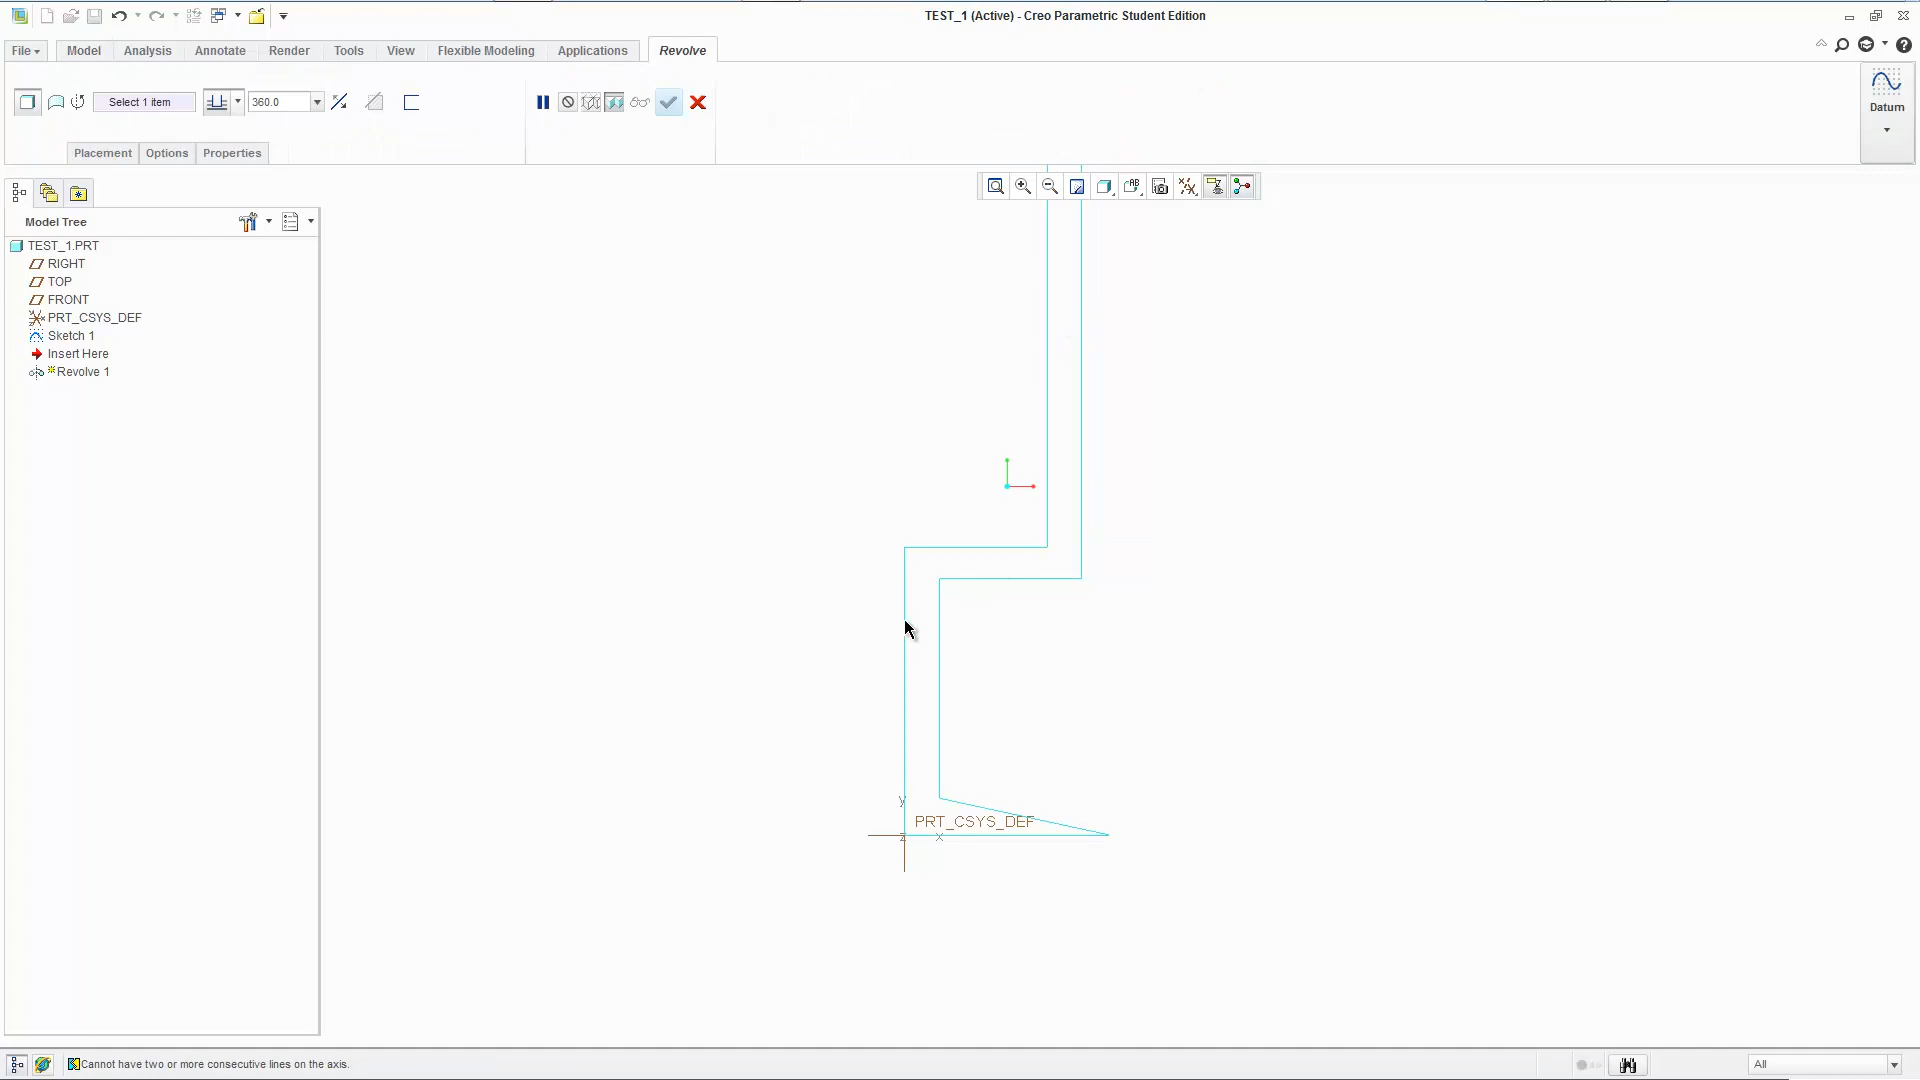 TEST_1 (Active) - Creo Parametric Student Edition
File Model Analysis Annotate Render Tools View Flexible Modeling Applications Revolve
Select 1 item 360.0
Datum
Placement Options Properties
Model Tree
TEST_1.PRT
RIGHT
TOP
FRONT
PRT_CSYS_DEF
Sketch 1
Insert Here
Revolve 1
y
PRT_CSYS_DEF
z x
Cannot have two or more consecutive lines on the axis.
All